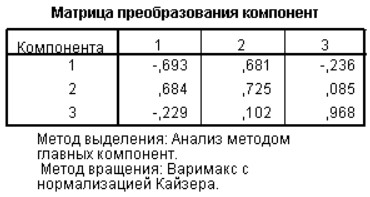 Матрица преобразования компонент
Компонента 1 2 3
1 -,693 ,681 -,236
2 ,684 ,725 ,085
3 -,229 ,102 ,968
Метод выделения: Анализ методом
главных компонент.
Метод вращения: Варимакс с
нормализацией Кайзера.